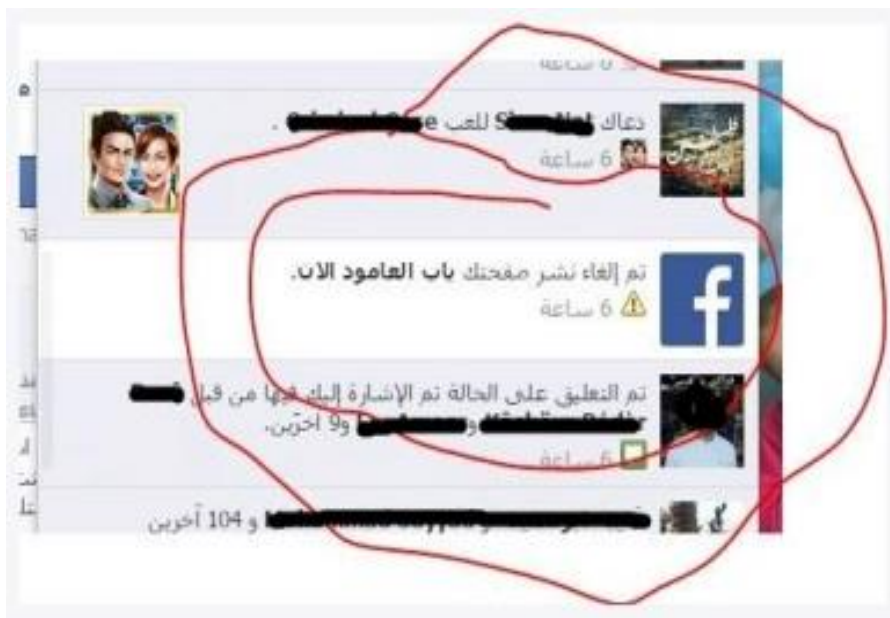 6 ساعة
دعاك للعب .
6 ساعة
تم إلغاء نشر صفحتك باب العامود الان.
6 ساعة
تم التعليق على الحالة تم الإشارة إليك فيها من قبل
و و9 آخرين.
6 ساعة
و 104 آخرين